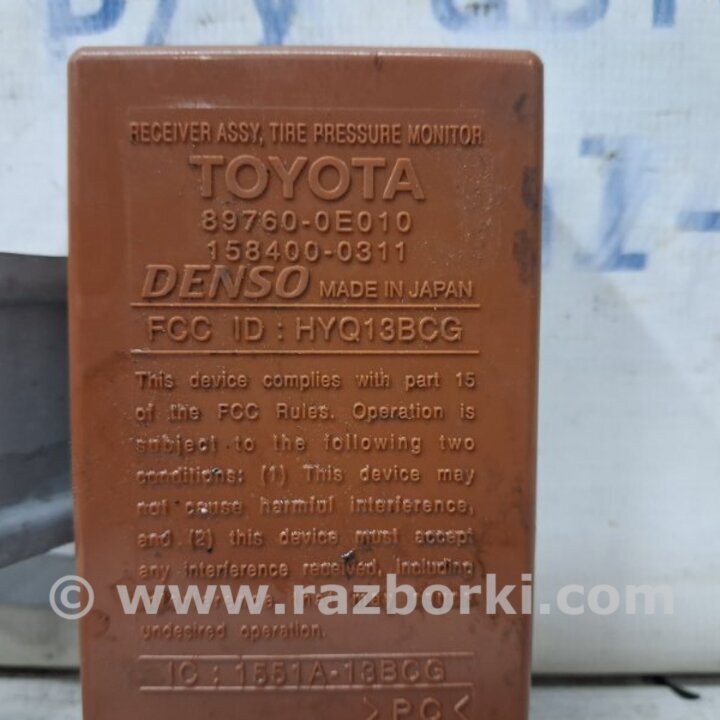 RECEIVER ASSY, TIRE PRESSURE MONITOR
TOYOTA
89760-0E010
158400-0311
DENSO MADE IN JAPAN
FCC ID : HYQ13BCG
This device complies with part 15
of the FCC Rules. Operation is
subject to the following two
conditions: (1) This device may
not cause harmful interference,
and (2) this device must accept
any interference received, including
© www.razborki.com
undesired operation.
IC : 1551A-13BCG
>PC<